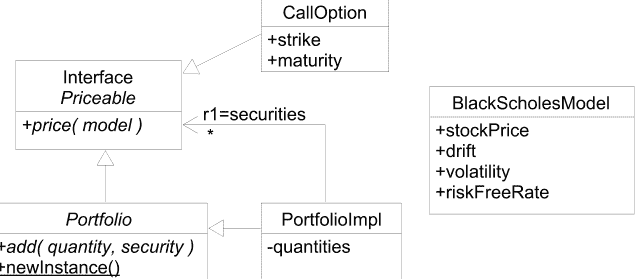 CallOption
+strike
+maturity
Interface
Priceable
+price( model )
r1=securities
*
BlackScholesModel
+stockPrice
+drift
+volatility
+riskFreeRate
Portfolio
+add( quantity, security )
+newInstance()
PortfolioImpl
-quantities